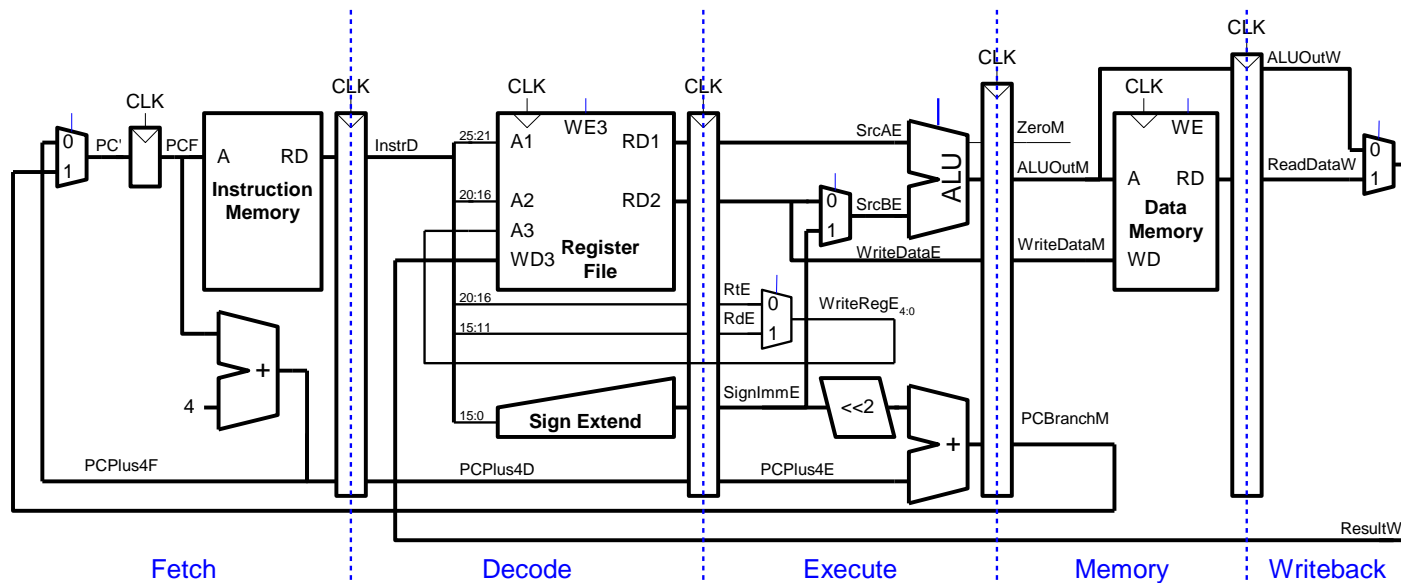 CLK
CLK
CLK
CLK
CLK
CLK
CLK
ALUOutW
0
1
PC'
PCF
A
RD
Instruction
Memory
InstrD
25:21
A1
WE3
RD1
20:16
A2
RD2
A3
WD3
Register
File
SrcAE
0
1
SrcBE
ALU
ZeroM
ALUOutM
WE
A
RD
Data
Memory
WD
ReadDataW
0
1
WriteDataE
WriteDataM
20:16
RtE
0
RdE
1
15:11
WriteRegE4:0
+
4
15:0
Sign Extend
SignImmE
<<2
+
PCBranchM
PCPlus4F
PCPlus4D
PCPlus4E
ResultW
Fetch
Decode
Execute
Memory
Writeback